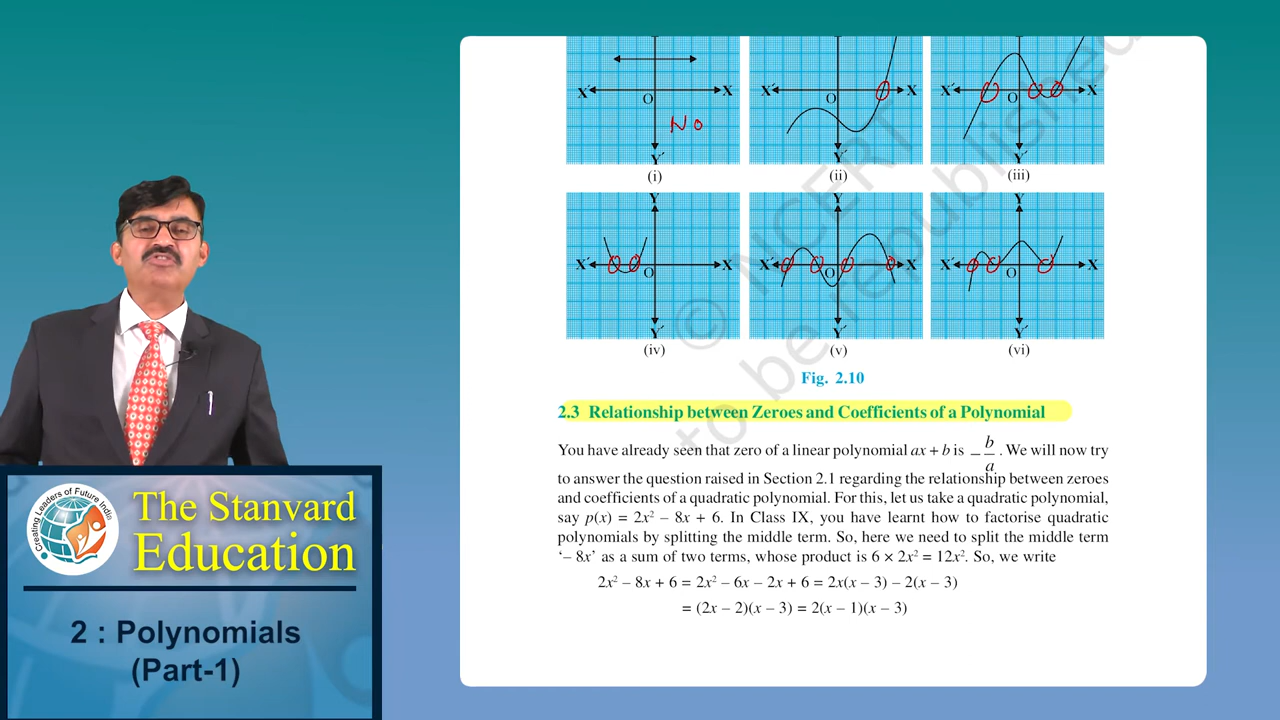 X′ O X
N O
Y′
(i)
X′ O X
Y′
(ii)
X′ O X
Y′
(iii)
Y
X′ O X
Y′
(iv)
Y
X′ O X
Y′
(v)
Y
X′ O X
Y′
(vi)
Fig. 2.10
2.3 Relationship between Zeroes and Coefficients of a Polynomial
You have already seen that zero of a linear polynomial ax + b is – b/a . We will now try
to answer the question raised in Section 2.1 regarding the relationship between zeroes
and coefficients of a quadratic polynomial. For this, let us take a quadratic polynomial,
say p(x) = 2x² – 8x + 6. In Class IX, you have learnt how to factorise quadratic
polynomials by splitting the middle term. So, here we need to split the middle term
‘– 8x’ as a sum of two terms, whose product is 6 × 2x² = 12x². So, we write
2x² – 8x + 6 = 2x² – 6x – 2x + 6 = 2x(x – 3) – 2(x – 3)
= (2x – 2)(x – 3) = 2(x – 1)(x – 3)
© NCERT
to be republished
Creating Leaders of Future India
The Stanvard
Education
2 : Polynomials
(Part-1)